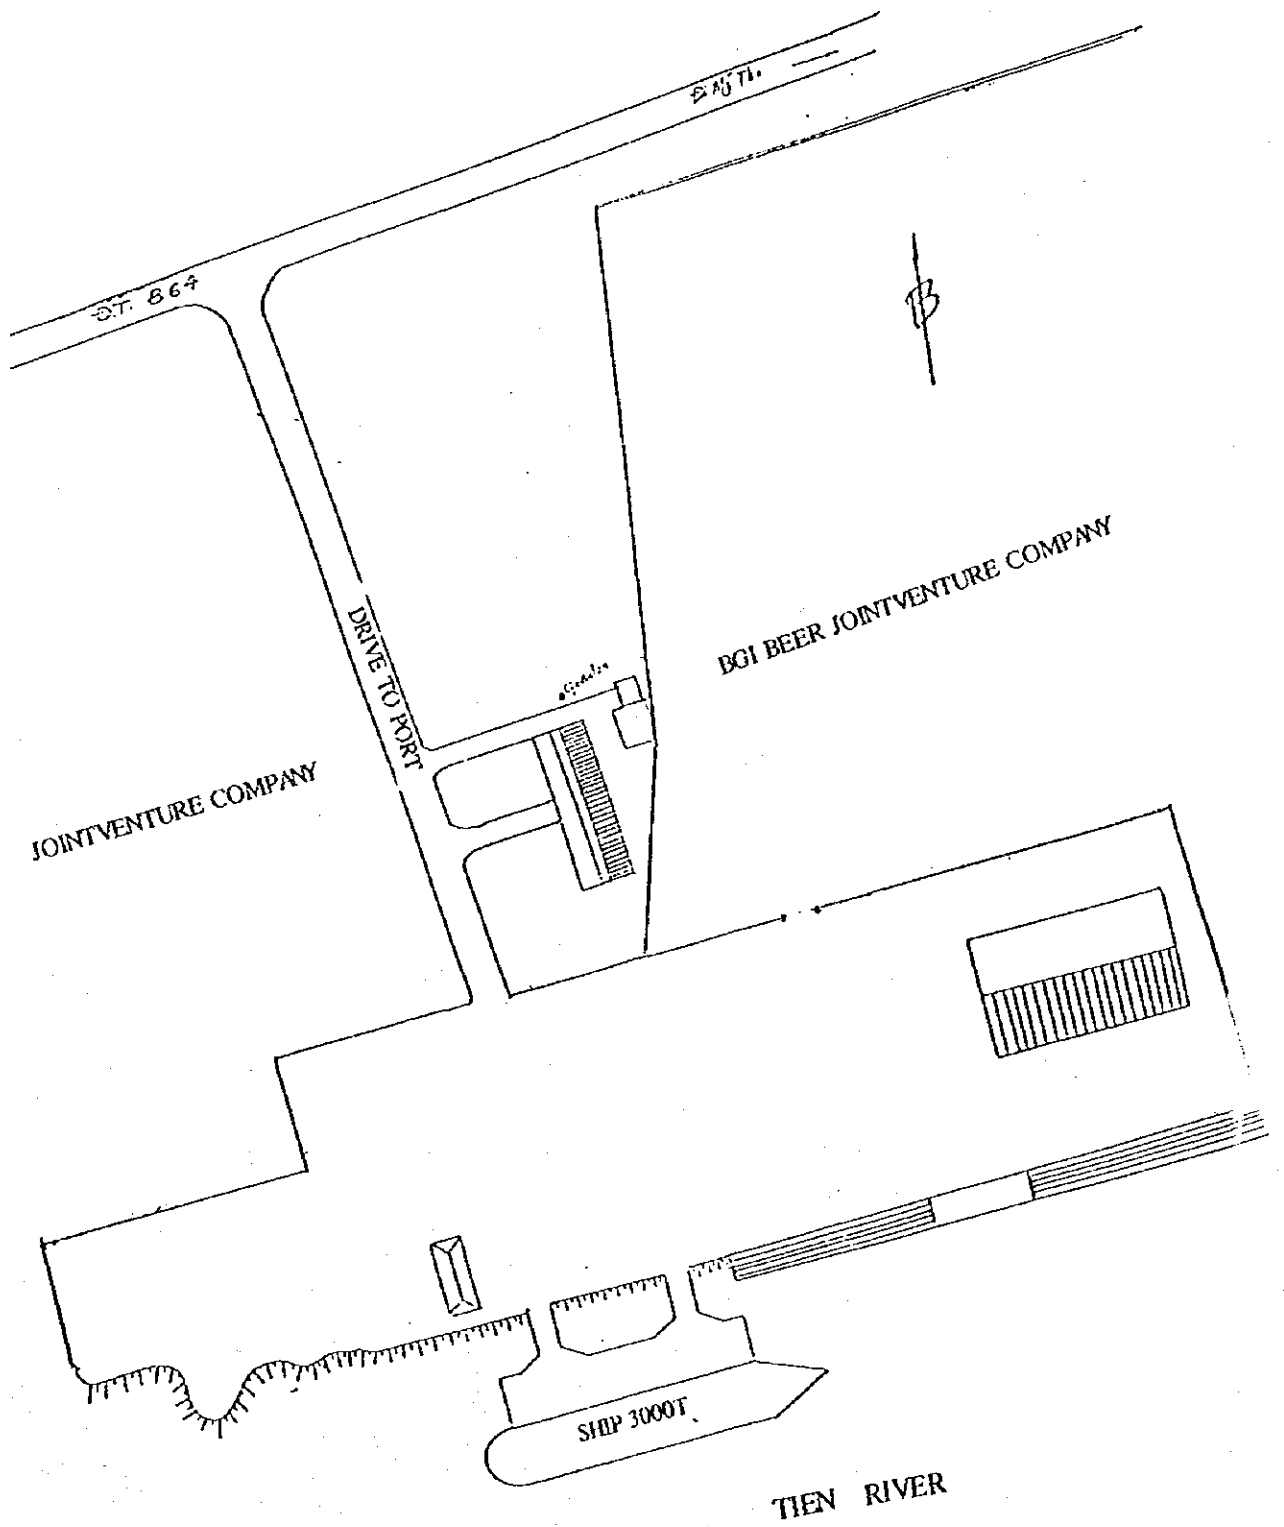 Đ.T. 864
B
BGI BEER JOINTVENTURE COMPANY
DRIVE TO PORT
JOINTVENTURE COMPANY
SHIP 3000T
TIEN RIVER